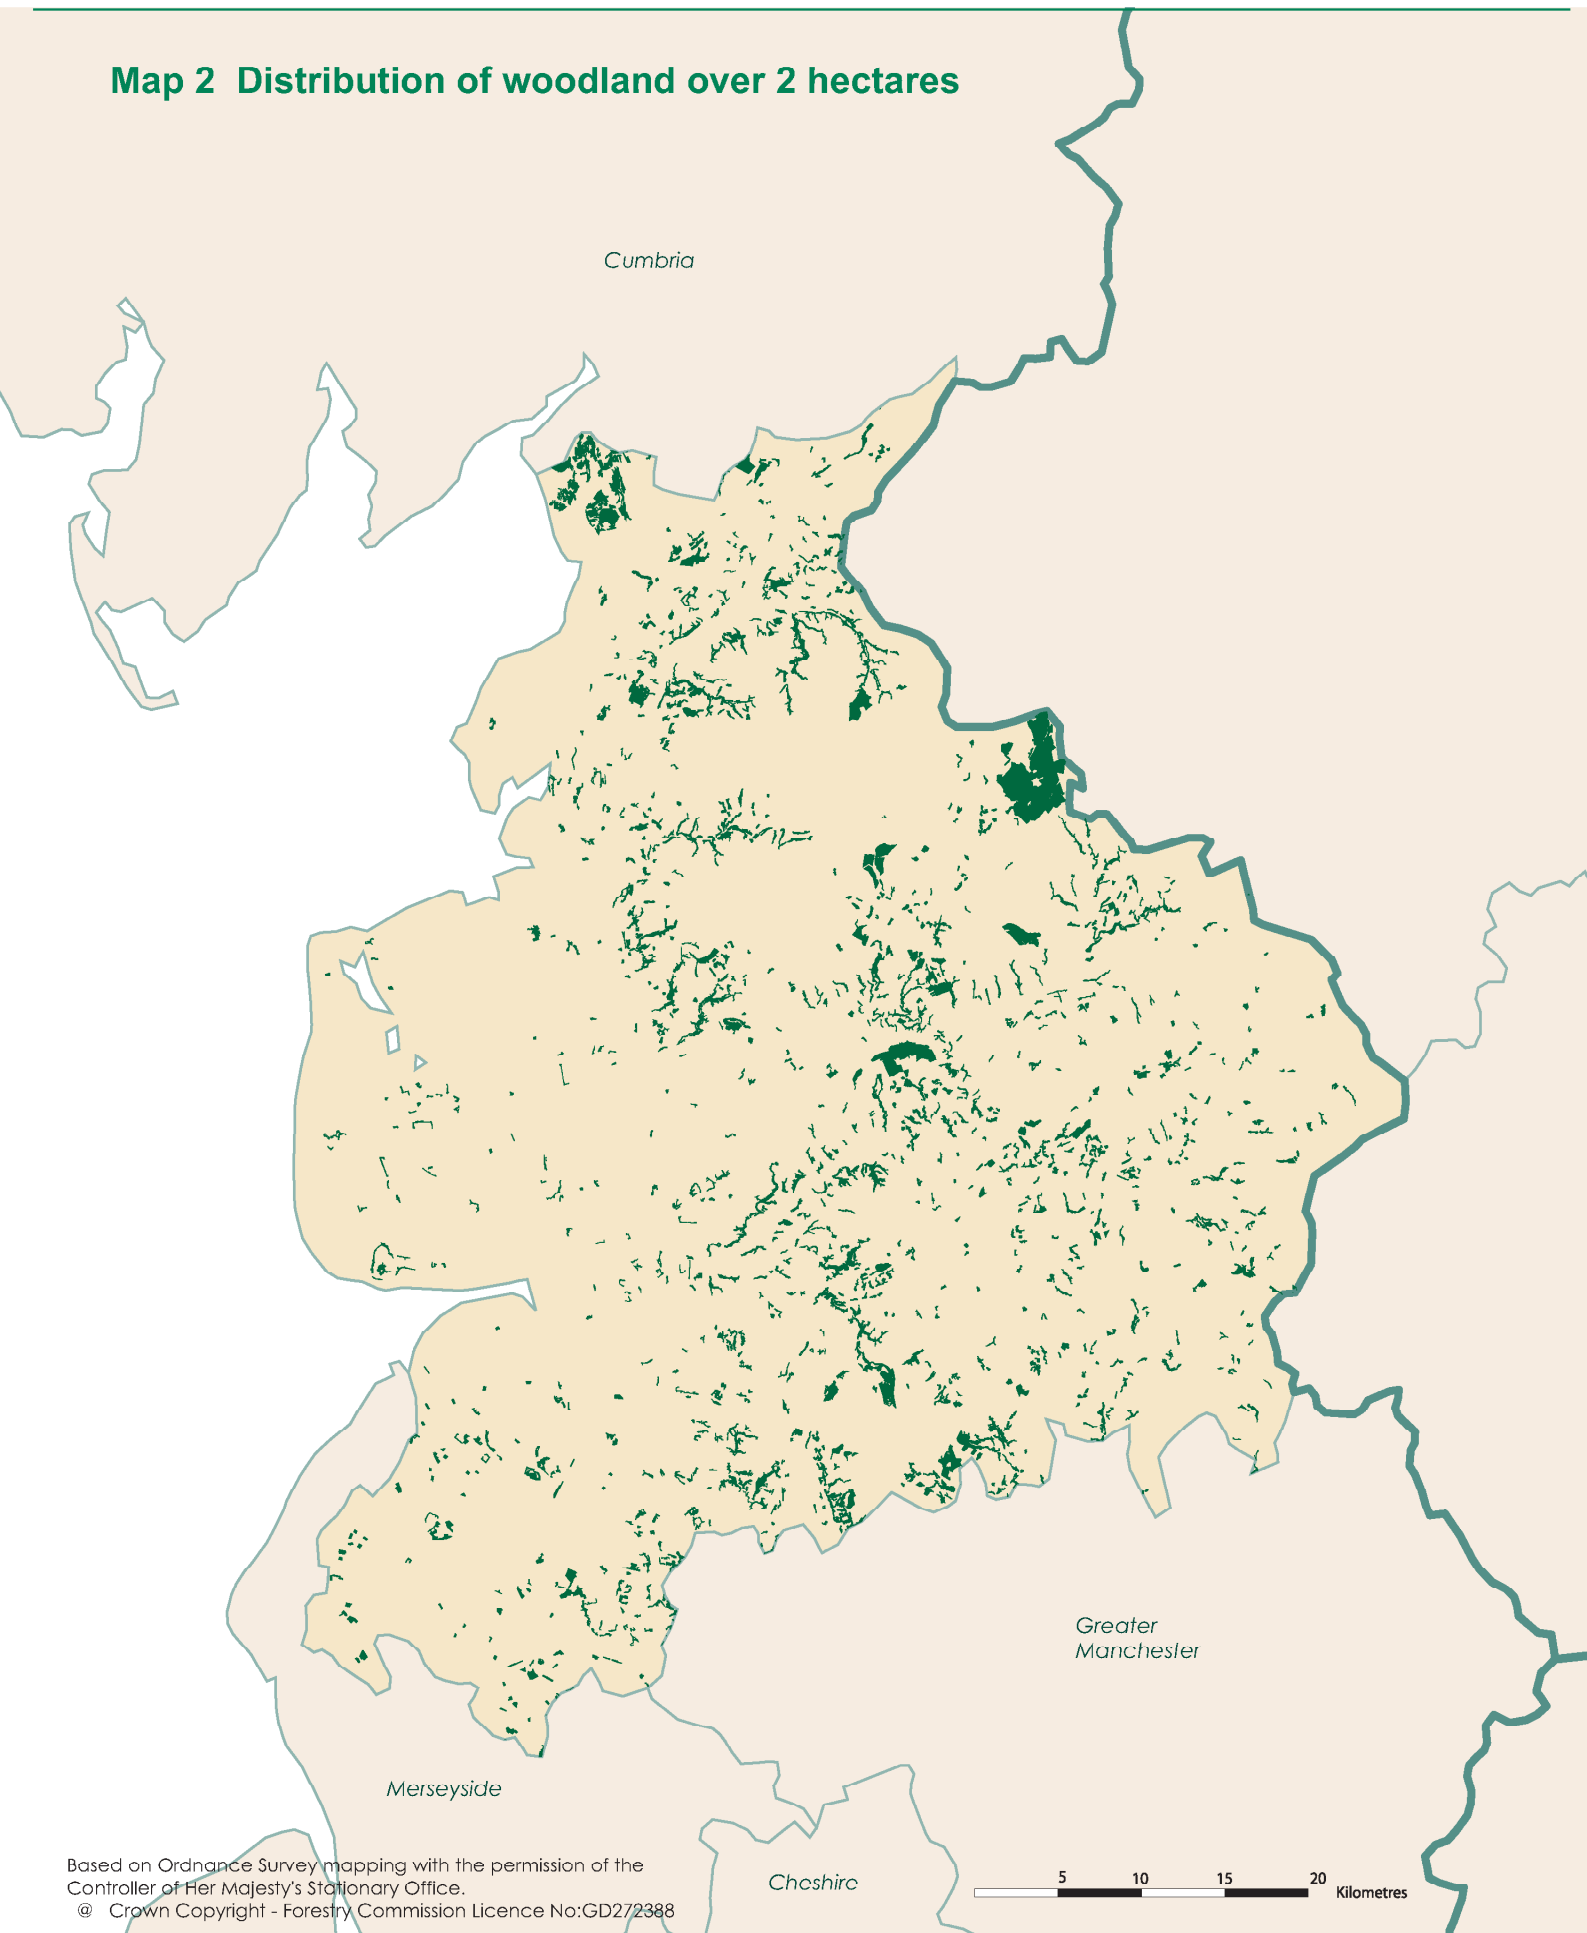 Map 2 Distribution of woodland over 2 hectares
Cumbria
Greater
Manchester
Merseyside
Cheshire
5 10 15 20
Kilometres
Based on Ordnance Survey mapping with the permission of the
Controller of Her Majesty's Stationary Office.
@ Crown Copyright - Forestry Commission Licence No:GD272388